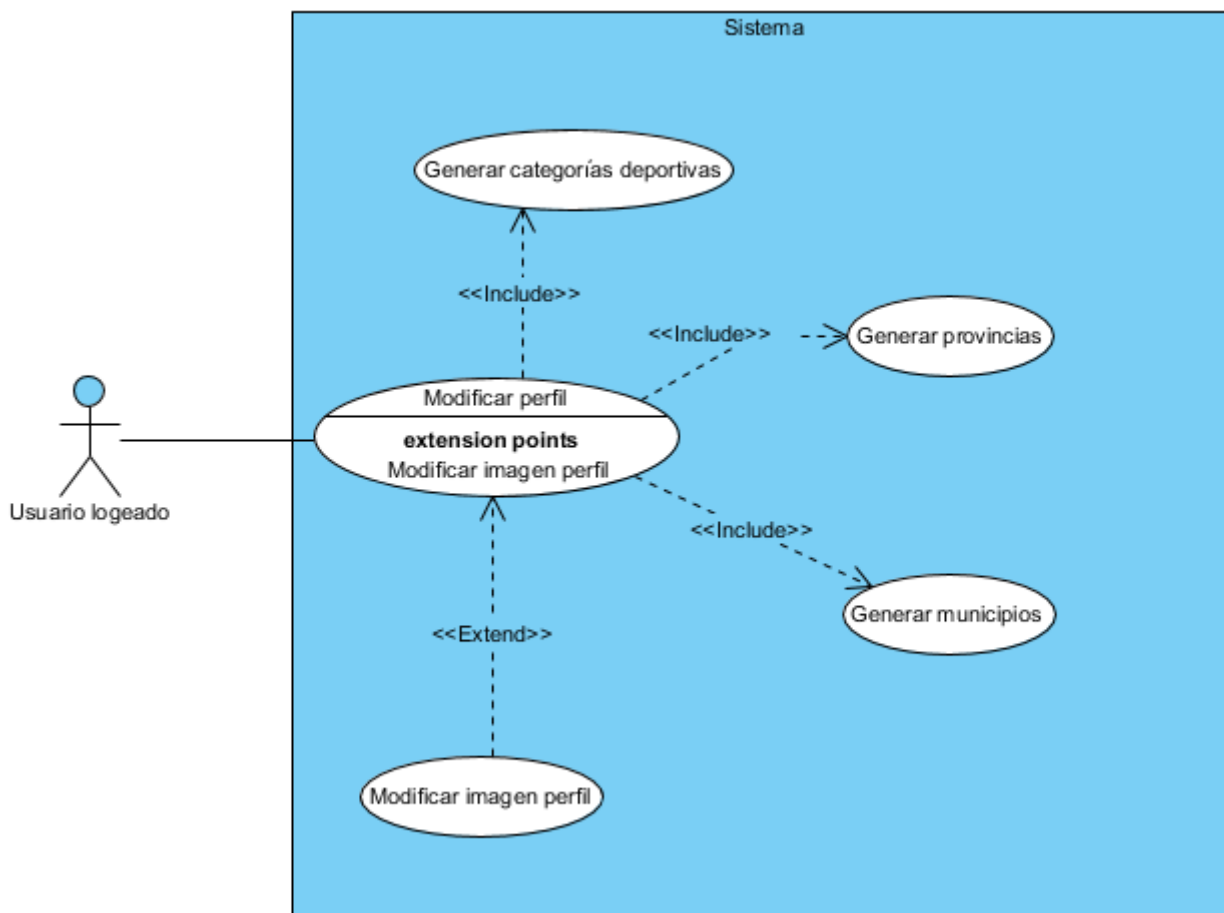 Sistema
Generar categorías deportivas
<<Include>>
<<Include>>
Generar provincias
Modificar perfil
extension points
Modificar imagen perfil
Usuario logeado
<<Include>>
Generar municipios
<<Extend>>
Modificar imagen perfil